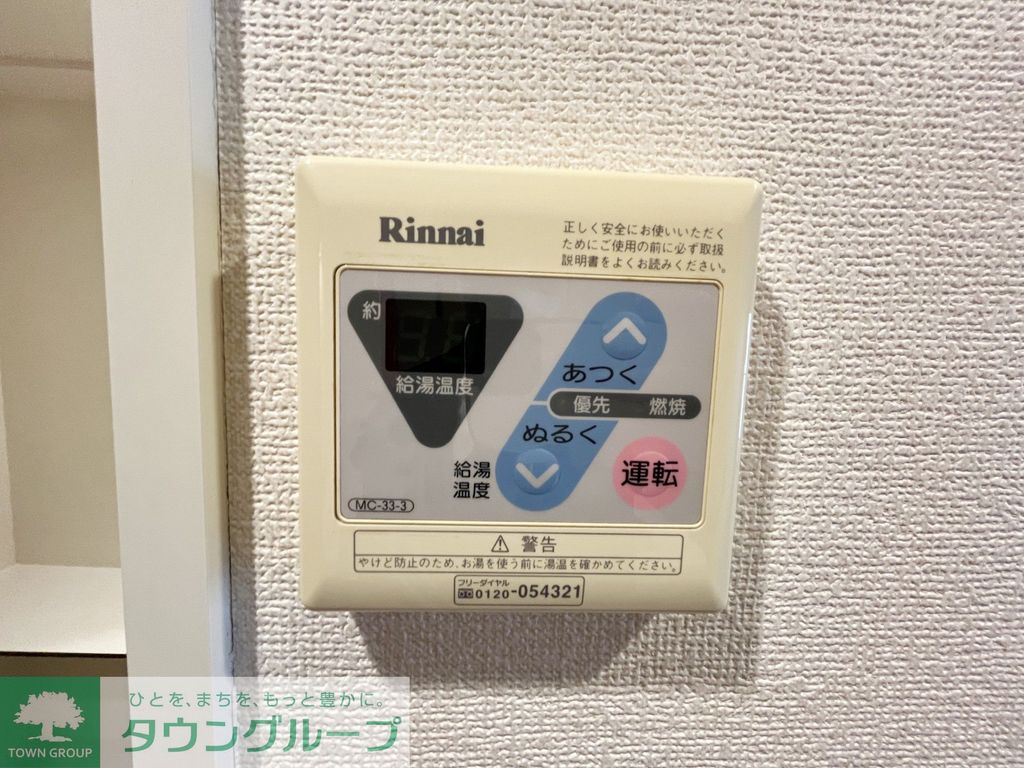 Rinnai
正しく安全にお使いいただく
ためにご使用の前に必ず取扱
説明書をよくお読みください。
約
給湯温度
あつく
優先 燃焼
ぬるく
給湯
温度
運転
MC-33-3
⚠ 警告
やけど防止のため、お湯を使う前に湯温を確かめてください。
フリーダイヤル
0120-054321
ひとを、まちを、もっと豊かに。
タウングループ
TOWN GROUP